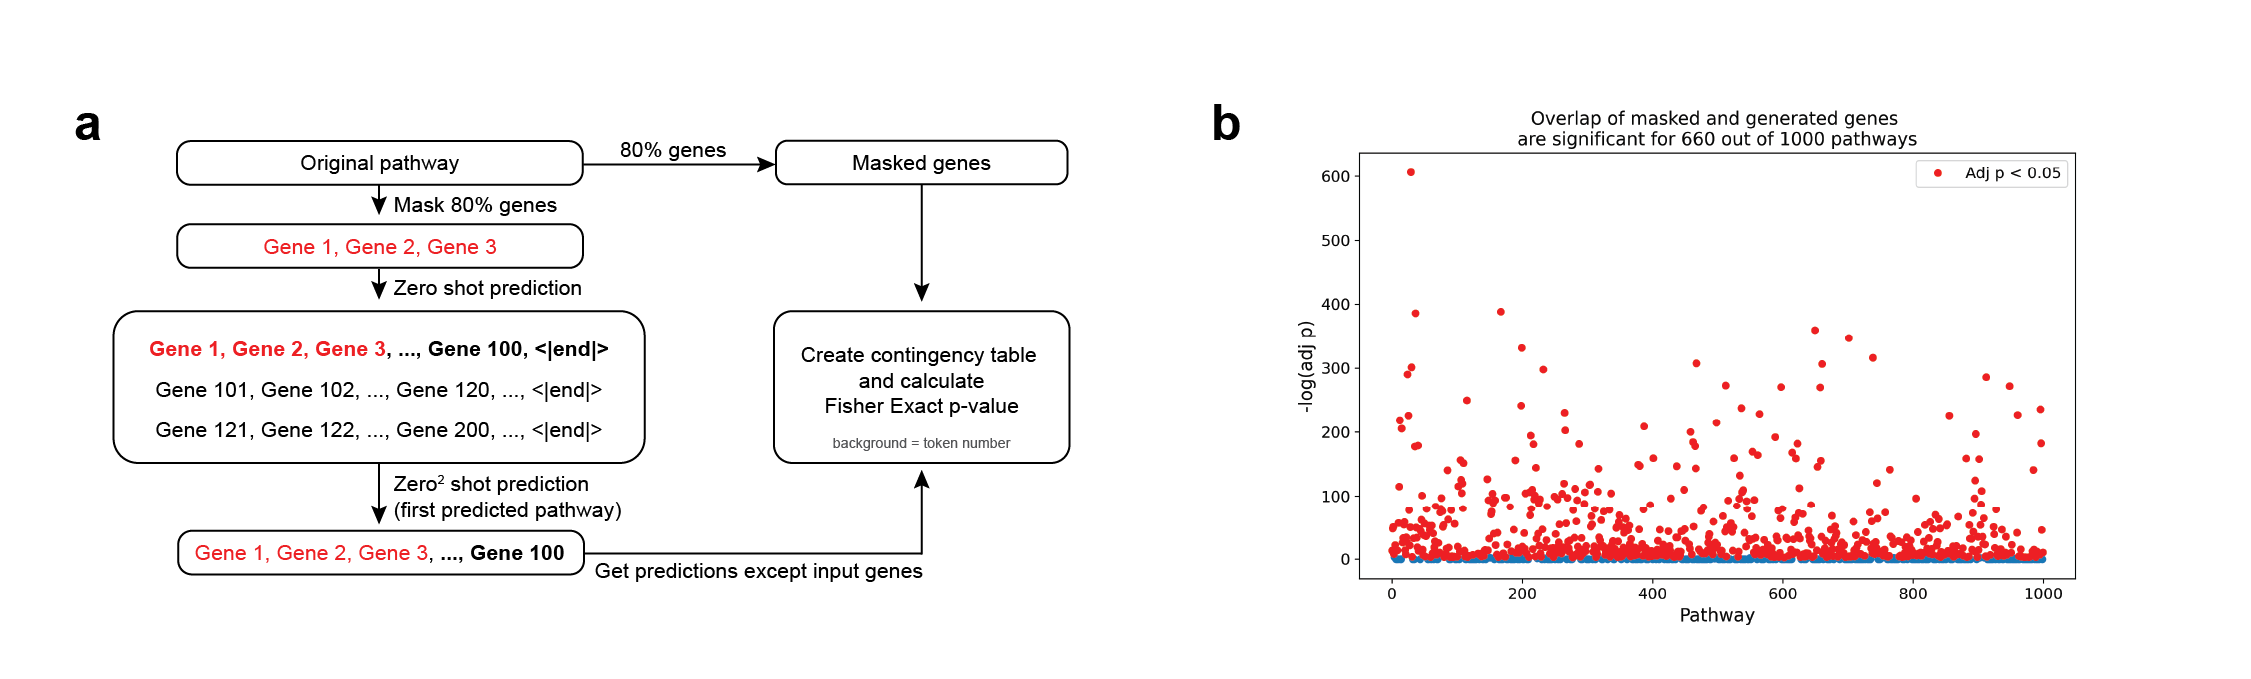 a
Original pathway
80% genes
Masked genes
Mask 80% genes
Gene 1, Gene 2, Gene 3
Zero shot prediction
Gene 1, Gene 2, Gene 3, ..., Gene 100, <|end|>
Gene 101, Gene 102, ..., Gene 120, ..., <|end|>
Gene 121, Gene 122, ..., Gene 200, ..., <|end|>
Create contingency table
and calculate
Fisher Exact p-value
background = token number
Zero² shot prediction
(first predicted pathway)
Gene 1, Gene 2, Gene 3, ..., Gene 100
Get predictions except input genes
b
Overlap of masked and generated genes
are significant for 660 out of 1000 pathways
Adj p < 0.05
-log(adj p)
600
500
400
300
200
100
0
0 200 400 600 800 1000
Pathway